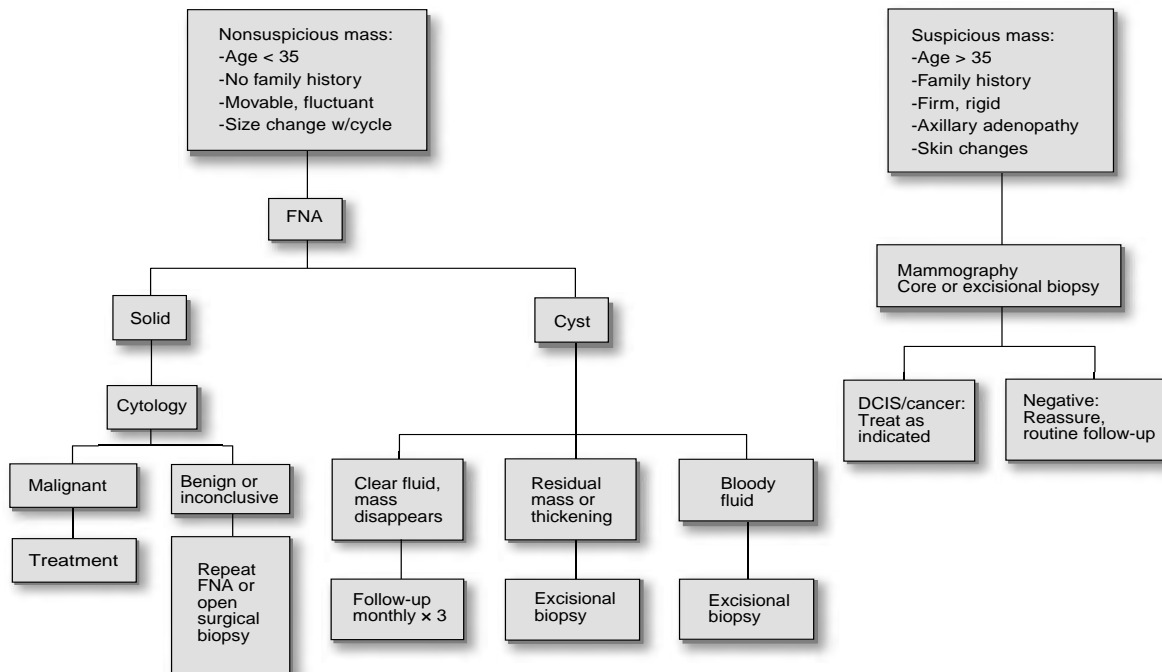 Nonsuspicious mass:
-Age < 35
-No family history
-Movable, fluctuant
-Size change w/cycle
Suspicious mass:
-Age > 35
-Family history
-Firm, rigid
-Axillary adenopathy
-Skin changes
FNA
Mammography
Core or excisional biopsy
Solid
Cyst
Cytology
DCIS/cancer:
Treat as
indicated
Negative:
Reassure,
routine follow-up
Malignant
Benign or
inconclusive
Clear fluid,
mass
disappears
Residual
mass or
thickening
Bloody
fluid
Treatment
Repeat
FNA or
open
surgical
biopsy
Follow-up
monthly × 3
Excisional
biopsy
Excisional
biopsy